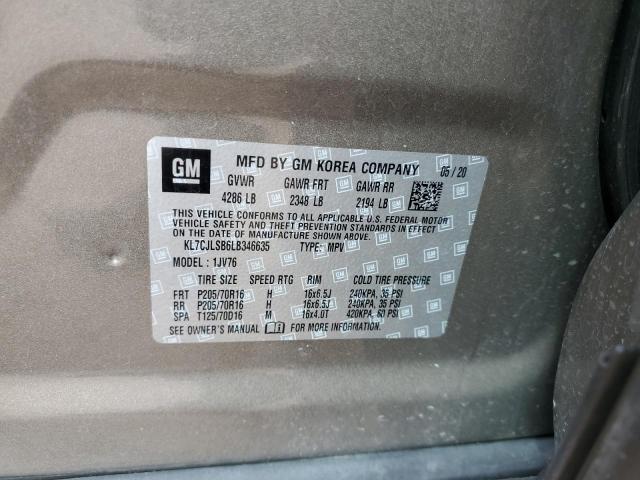 GM
MFD BY GM KOREA COMPANY 05/20
GVWR GAWR FRT GAWR RR
4286 LB 2348 LB 2194 LB
THIS VEHICLE CONFORMS TO ALL APPLICABLE U.S. FEDERAL MOTOR
VEHICLE SAFETY AND THEFT PREVENTION STANDARDS IN EFFECT
ON THE DATE OF MANUFACTURE SHOWN ABOVE.
KL7CJLSB6LB346635 TYPE: MPV
MODEL: 1JV76
TIRE SIZE SPEED RTG RIM COLD TIRE PRESSURE
FRT P205/70R16 H 16x6.5J 240KPA, 35 PSI
RR P205/70R16 H 16x6.5J 240KPA, 35 PSI
SPA T125/70D16 M 16x4.0T 420KPA, 60 PSI
SEE OWNER'S MANUAL FOR MORE INFORMATION.